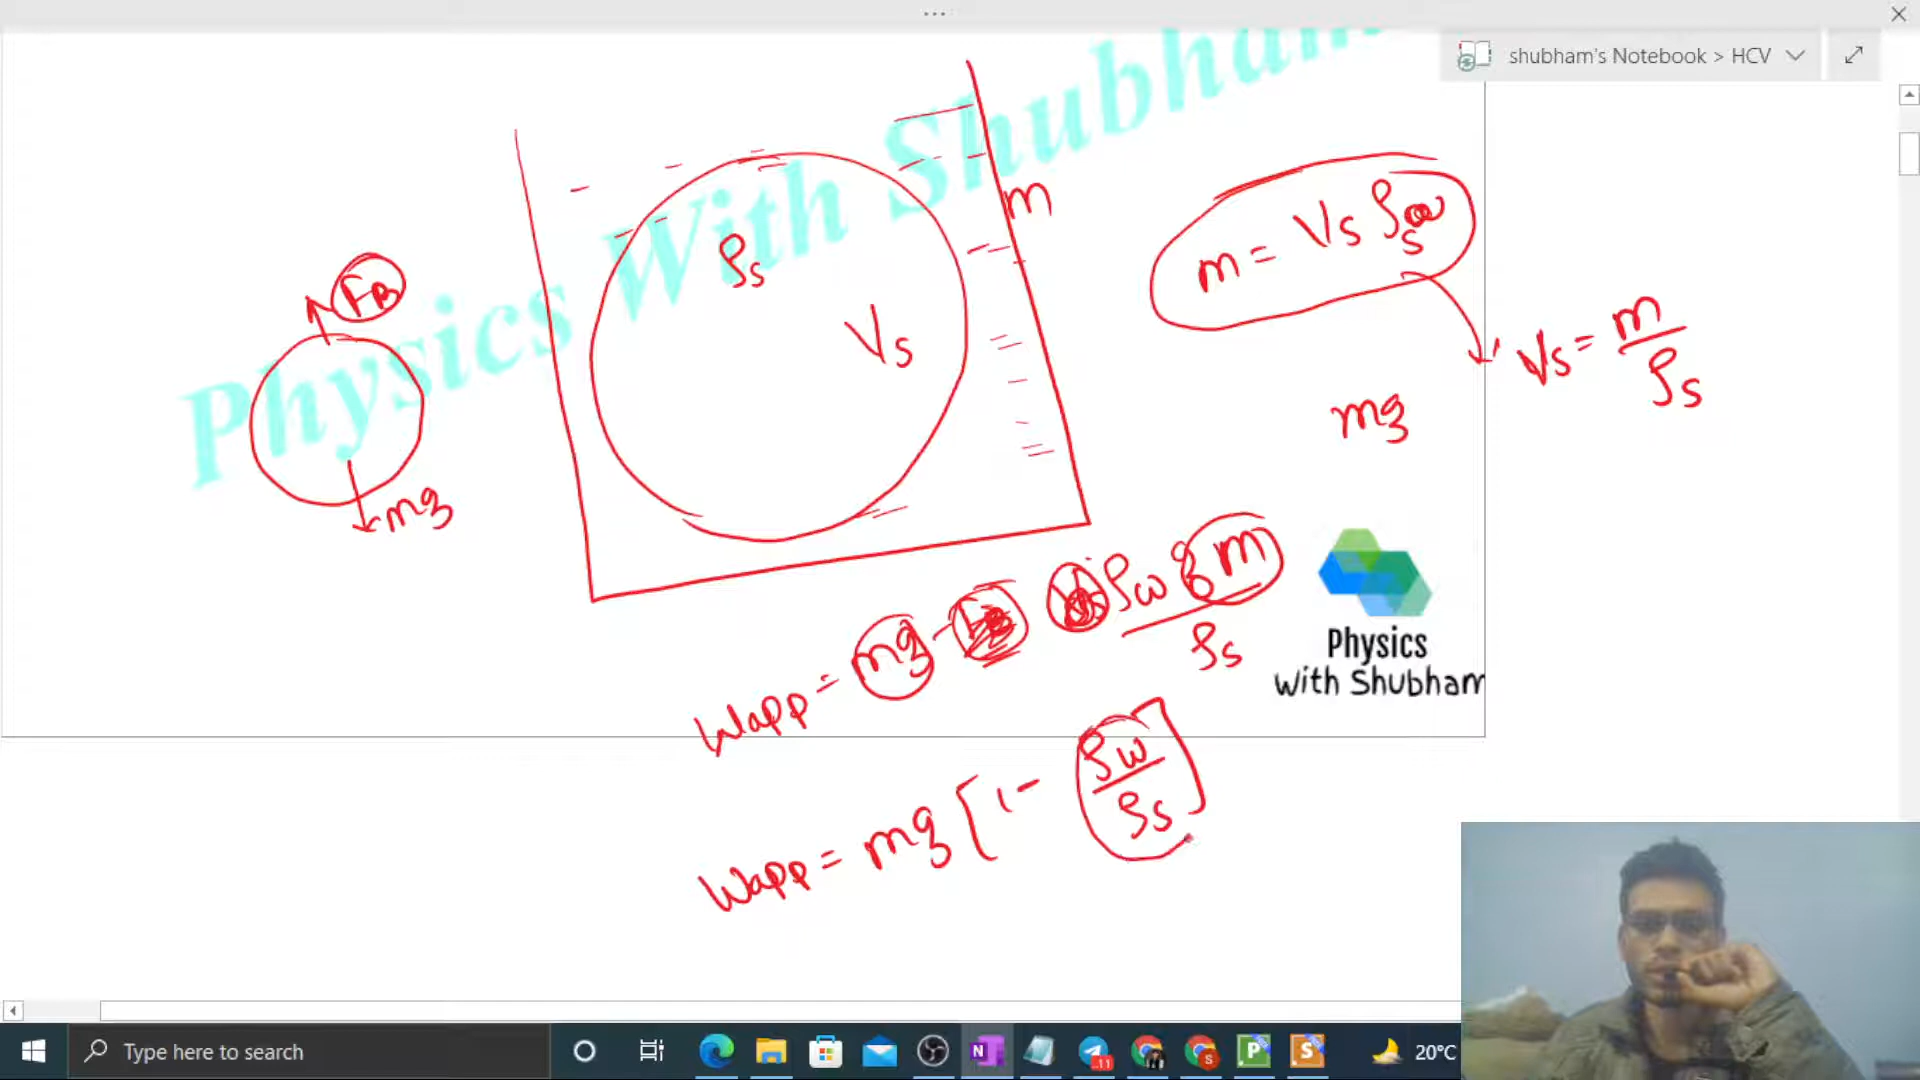 shubham's Notebook > HCV
Physics With Shubham
m
ρs
Vs
FB
mg
m = Vs ρs
Vs = m/ρs
mg
Wapp = mg - ρw g m/ρs
Wapp = mg [1 - ρw/ρs]
Physics
With Shubham
Type here to search
11
20°C